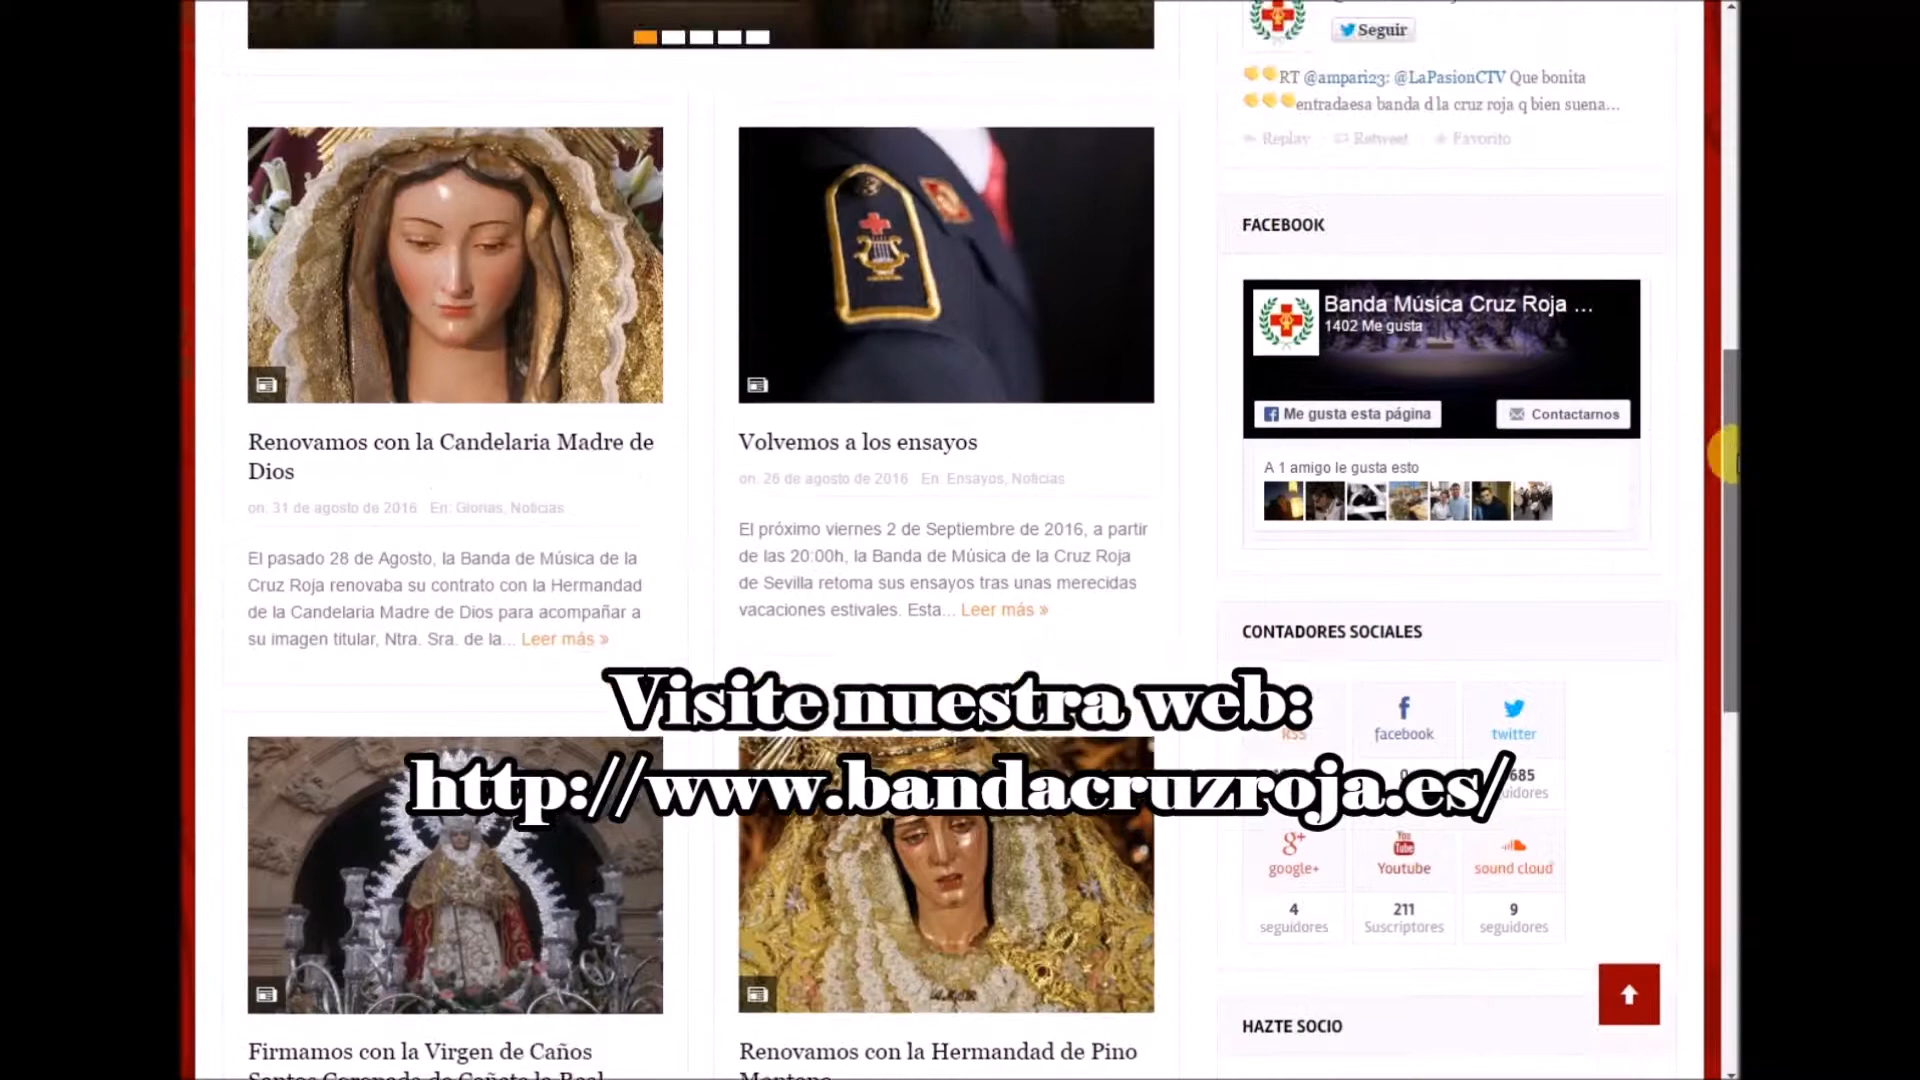 Seguir
RT @ampari23: @LaPasionCTV Que bonita
entradaesa banda d la cruz roja q bien suena...
Replay Retweet Favorito
Renovamos con la Candelaria Madre de
Dios
on: 31 de agosto de 2016 En: Glorias, Noticias
El pasado 28 de Agosto, la Banda de Música de la
Cruz Roja renovaba su contrato con la Hermandad
de la Candelaria Madre de Dios para acompañar a
su imagen titular, Ntra. Sra. de la... Leer más »
Volvemos a los ensayos
on: 26 de agosto de 2016 En: Ensayos, Noticias
El próximo viernes 2 de Septiembre de 2016, a partir
de las 20:00h, la Banda de Música de la Cruz Roja
de Sevilla retoma sus ensayos tras unas merecidas
vacaciones estivales. Esta... Leer más »
FACEBOOK
Banda Música Cruz Roja ...
1402 Me gusta
Me gusta esta página
Contactarnos
A 1 amigo le gusta esto
CONTADORES SOCIALES
Visite nuestra web:
http://www.bandacruzroja.es/
rss
facebook
twitter
google+
Youtube
sound cloud
4
seguidores
211
Suscriptores
9
seguidores
HAZTE SOCIO
Firmamos con la Virgen de Caños
Renovamos con la Hermandad de Pino